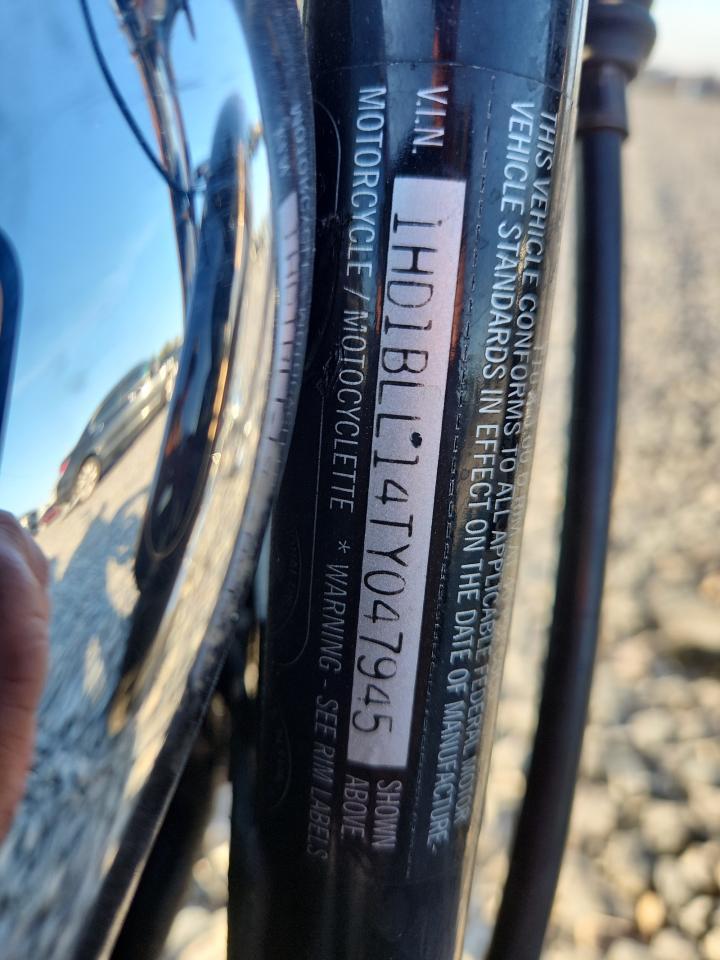 THIS VEHICLE CONFORMS TO ALL APPLICABLE FEDERAL MOTOR
VEHICLE STANDARDS IN EFFECT ON THE DATE OF MANUFACTURE.
V.I.N. 1HD1BLL14TY047945 SHOWN
ABOVE
MOTORCYCLE / MOTOCYCLETTE * WARNING - SEE RIM LABELS